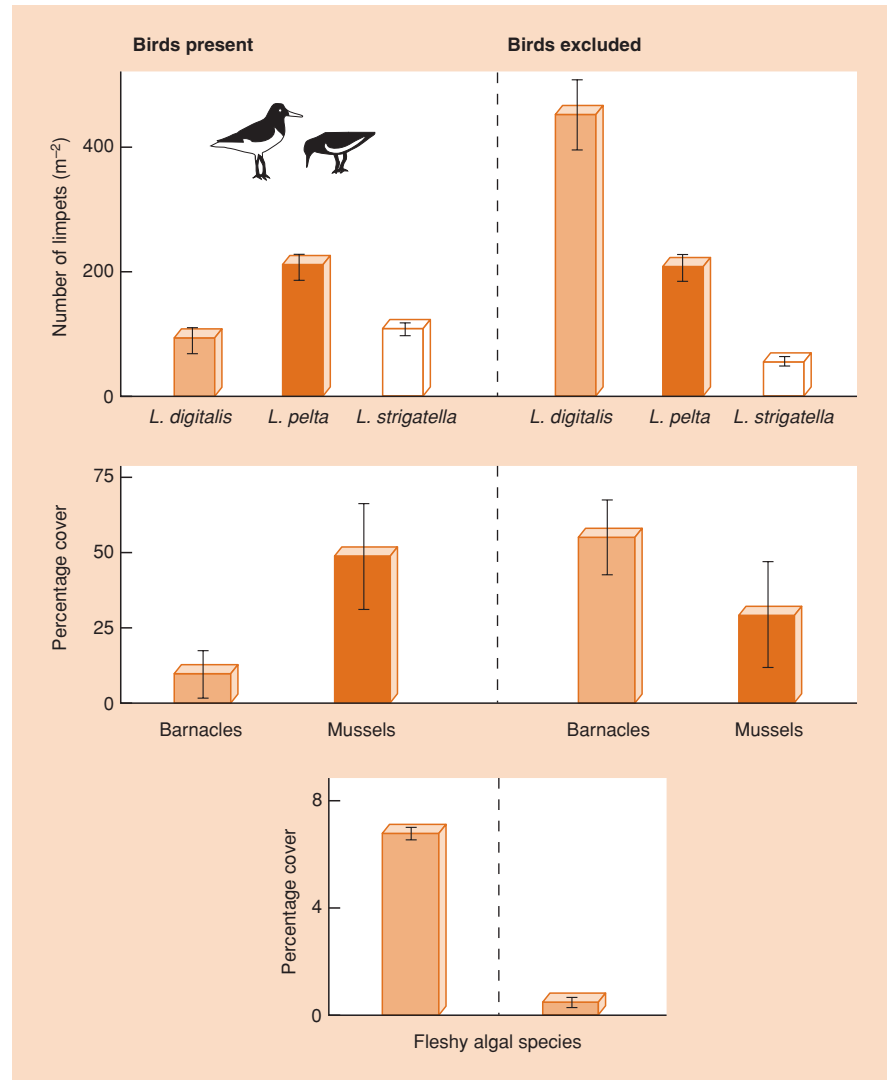 Birds present
Birds excluded
Number of limpets (m⁻²)
400
200
0
L. digitalis
L. pelta
L. strigatella
L. digitalis
L. pelta
L. strigatella
Percentage cover
75
50
25
0
Barnacles
Mussels
Barnacles
Mussels
Percentage cover
8
4
0
Fleshy algal species